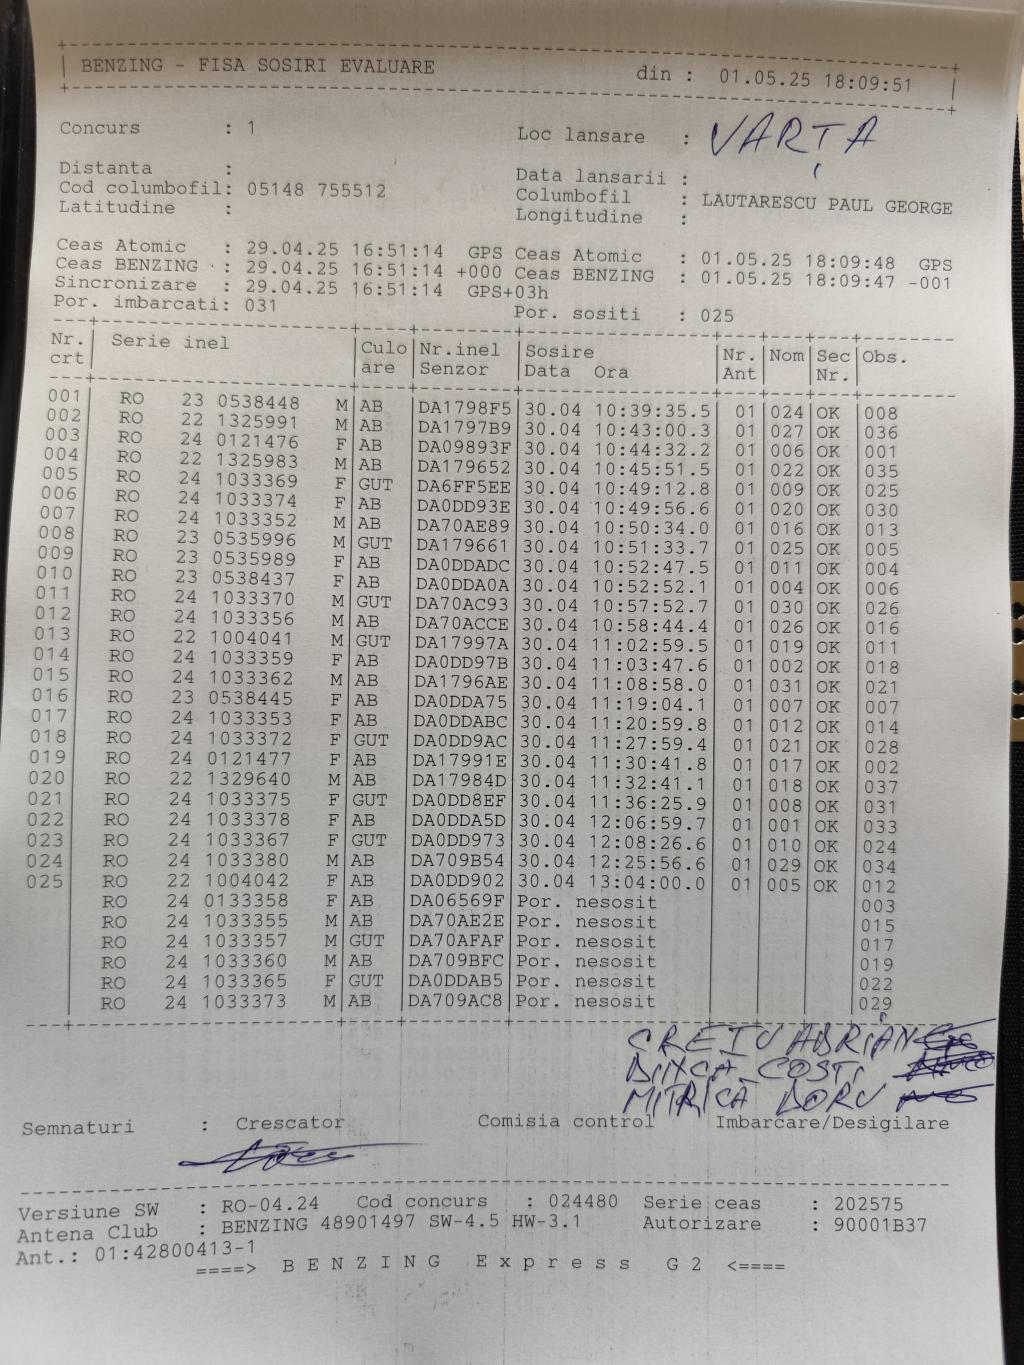 BENZING - FISA SOSIRI EVALUARE din : 01.05.25 18:09:51
Concurs : 1 Loc lansare : VARTA
Distanta : Data lansarii :
Cod columbofil: 05148 755512 Columbofil : LAUTARESCU PAUL GEORGE
Latitudine : Longitudine :
Ceas Atomic : 29.04.25 16:51:14 GPS Ceas Atomic : 01.05.25 18:09:48 GPS
Ceas BENZING : 29.04.25 16:51:14 +000 Ceas BENZING : 01.05.25 18:09:47 -001
Sincronizare : 29.04.25 16:51:14 GPS+03h
Por. imbarcati: 031 Por. sositi : 025
Nr. crt Serie inel Culo are Nr.inel Senzor Sosire Data Ora Nr. Ant Nom Sec Nr. Obs.
001 RO 23 0538448 M AB DA1798F5 30.04 10:39:35.5 01 024 OK 008
002 RO 22 1325991 M AB DA1797B9 30.04 10:43:00.3 01 027 OK 036
003 RO 24 0121476 F AB DA09893F 30.04 10:44:32.2 01 006 OK 001
004 RO 22 1325983 M AB DA179652 30.04 10:45:51.5 01 022 OK 035
005 RO 24 1033369 F GUT DA6FF5EE 30.04 10:49:12.8 01 009 OK 025
006 RO 24 1033374 F AB DA0DD93E 30.04 10:49:56.6 01 020 OK 030
007 RO 24 1033352 M AB DA70AE89 30.04 10:50:34.0 01 016 OK 013
008 RO 23 0535996 M GUT DA179661 30.04 10:51:33.7 01 025 OK 005
009 RO 23 0535989 F AB DA0DDADC 30.04 10:52:47.5 01 011 OK 004
010 RO 23 0538437 F AB DA0DDA0A 30.04 10:52:52.1 01 004 OK 006
011 RO 24 1033370 M GUT DA70AC93 30.04 10:57:52.7 01 030 OK 026
012 RO 24 1033356 M AB DA70ACCE 30.04 10:58:44.4 01 026 OK 016
013 RO 22 1004041 M GUT DA17997A 30.04 11:02:59.5 01 019 OK 011
014 RO 24 1033359 F AB DA0DD97B 30.04 11:03:47.6 01 002 OK 018
015 RO 24 1033362 M AB DA1796AE 30.04 11:08:58.0 01 031 OK 021
016 RO 23 0538445 F AB DA0DDA75 30.04 11:19:04.1 01 007 OK 007
017 RO 24 1033353 F AB DA0DDABC 30.04 11:20:59.8 01 012 OK 014
018 RO 24 1033372 F GUT DA0DD9AC 30.04 11:27:59.4 01 021 OK 028
019 RO 24 0121477 F AB DA17991E 30.04 11:30:41.8 01 017 OK 002
020 RO 22 1329640 M AB DA17984D 30.04 11:32:41.1 01 018 OK 037
021 RO 24 1033375 F GUT DA0DD8EF 30.04 11:36:25.9 01 008 OK 031
022 RO 24 1033378 F AB DA0DDA5D 30.04 12:06:59.7 01 001 OK 033
023 RO 24 1033367 F GUT DA0DD973 30.04 12:08:26.6 01 010 OK 024
024 RO 24 1033380 M AB DA709B54 30.04 12:25:56.6 01 029 OK 034
025 RO 22 1004042 F AB DA0DD902 30.04 13:04:00.0 01 005 OK 012
RO 24 0133358 F AB DA06569F Por. nesosit 003
RO 24 1033355 M AB DA70AE2E Por. nesosit 015
RO 24 1033357 M GUT DA70AFAF Por. nesosit 017
RO 24 1033360 M AB DA709BFC Por. nesosit 019
RO 24 1033365 F GUT DA0DDAB5 Por. nesosit 022
RO 24 1033373 M AB DA709AC8 Por. nesosit 029
CREIU ADRIAN
COSTI
MITRICĂ DORU
Semnaturi : Crescator Comisia control Imbarcare/Desigilare
Versiune SW : RO-04.24 Cod concurs : 024480 Serie ceas : 202575
Antena Club : BENZING 48901497 SW-4.5 HW-3.1 Autorizare : 90001B37
Ant.: 01:42800413-1
====> B E N Z I N G E x p r e s s G 2 <====